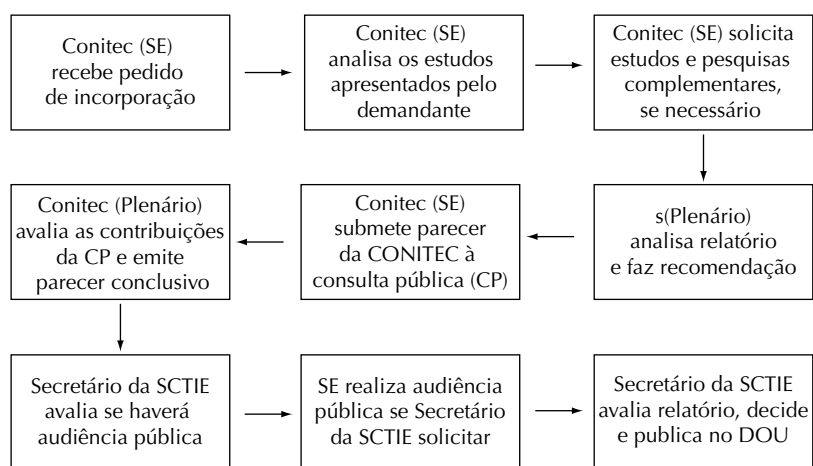 Conitec (SE)
recebe pedido
de incorporação
Conitec (SE)
analisa os estudos
apresentados pelo
demandante
Conitec (SE) solicita
estudos e pesquisas
complementares,
se necessário
s(Plenário)
analisa relatório
e faz recomendação
Conitec (SE)
submete parecer
da CONITEC à
consulta pública (CP)
Conitec (Plenário)
avalia as contribuições
da CP e emite
parecer conclusivo
Secretário da SCTIE
avalia se haverá
audiência pública
SE realiza audiência
pública se Secretário
da SCTIE solicitar
Secretário da SCTIE
avalia relatório, decide
e publica no DOU